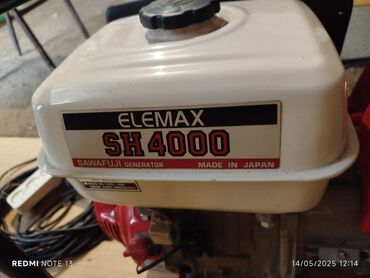 ELEMAX
SH4000
SAWAFUJI GENERATOR MADE IN JAPAN
REDMI NOTE 13
14/05/2025 12:14